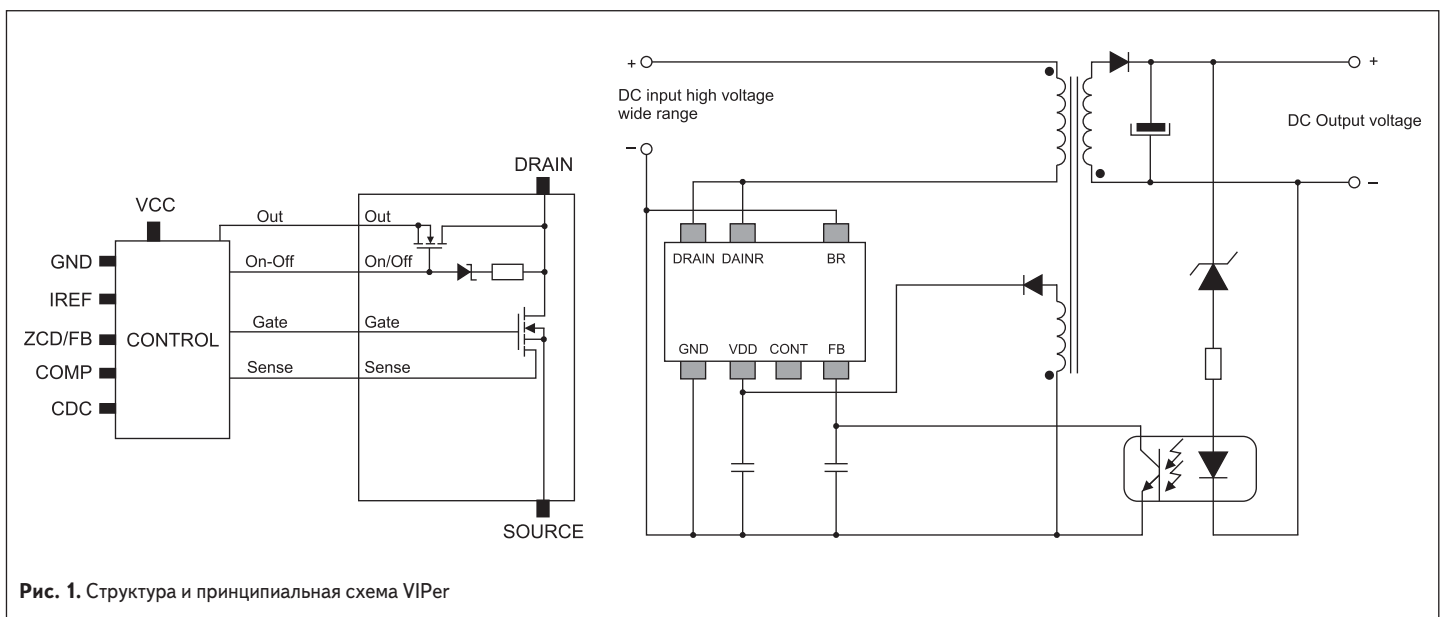 VCC
GND
IREF
ZCD/FB
COMP
CDC
CONTROL
Out
On-Off
Gate
Sense
DRAIN
Out
On/Off
Gate
Sense
SOURCE
+
DC input high voltage
wide range
–
DRAIN DAINR BR
GND VDD CONT FB
+
DC Output voltage
–
Рис. 1. Структура и принципиальная схема VIPer